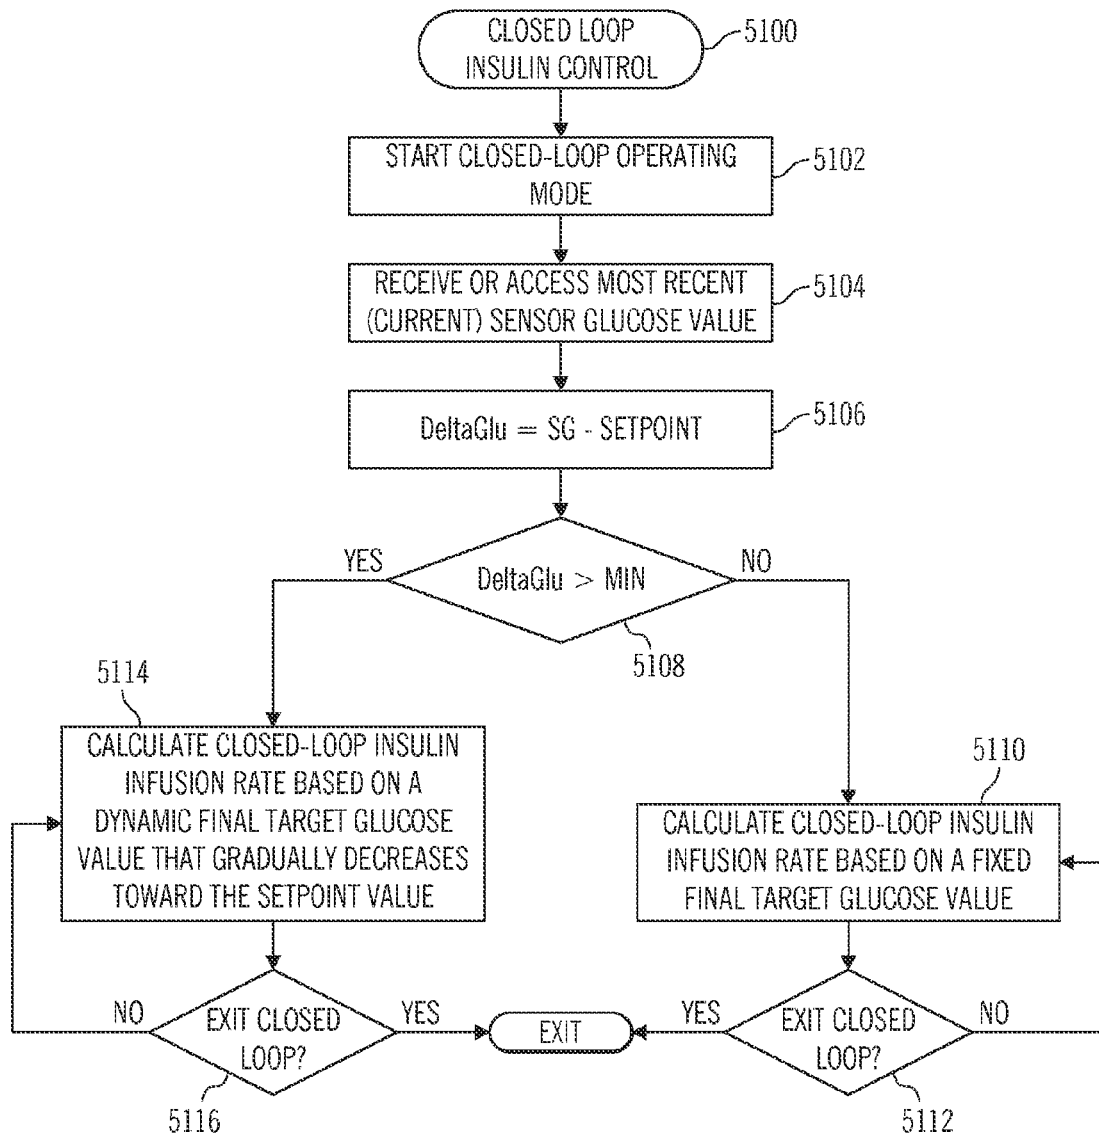 CLOSED LOOP
INSULIN CONTROL
5100
START CLOSED-LOOP OPERATING
MODE
5102
RECEIVE OR ACCESS MOST RECENT
(CURRENT) SENSOR GLUCOSE VALUE
5104
DeltaGlu = SG - SETPOINT
5106
YES
DeltaGlu > MIN
NO
5108
5114
CALCULATE CLOSED-LOOP INSULIN
INFUSION RATE BASED ON A
DYNAMIC FINAL TARGET GLUCOSE
VALUE THAT GRADUALLY DECREASES
TOWARD THE SETPOINT VALUE
5110
CALCULATE CLOSED-LOOP INSULIN
INFUSION RATE BASED ON A FIXED
FINAL TARGET GLUCOSE VALUE
NO
EXIT CLOSED
LOOP?
YES
5116
EXIT
YES
EXIT CLOSED
LOOP?
NO
5112